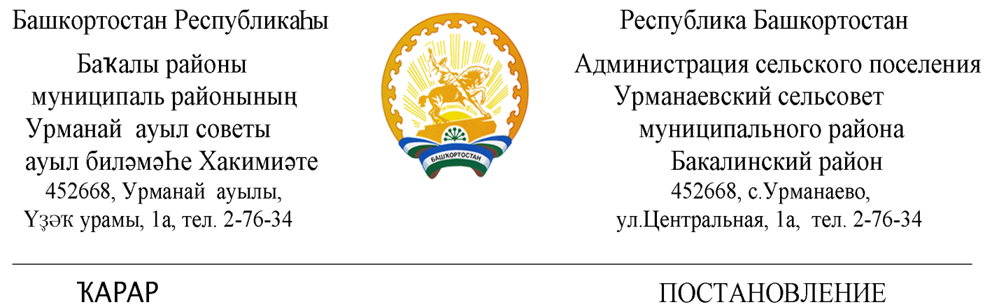 Башкортостан Республикаһы
Баҡалы районы
муниципаль районының
Урманай ауыл советы
ауыл биләмәһе Хакимиәте
452668, Урманай ауылы,
Үҙәк урамы, 1а, тел. 2-76-34
БАШҠОРТОСТАН
Республика Башкортостан
Администрация сельского поселения
Урманаевский сельсовет
муниципального района
Бакалинский район
452668, с.Урманаево,
ул.Центральная, 1а, тел. 2-76-34
ҠАРАР
ПОСТАНОВЛЕНИЕ